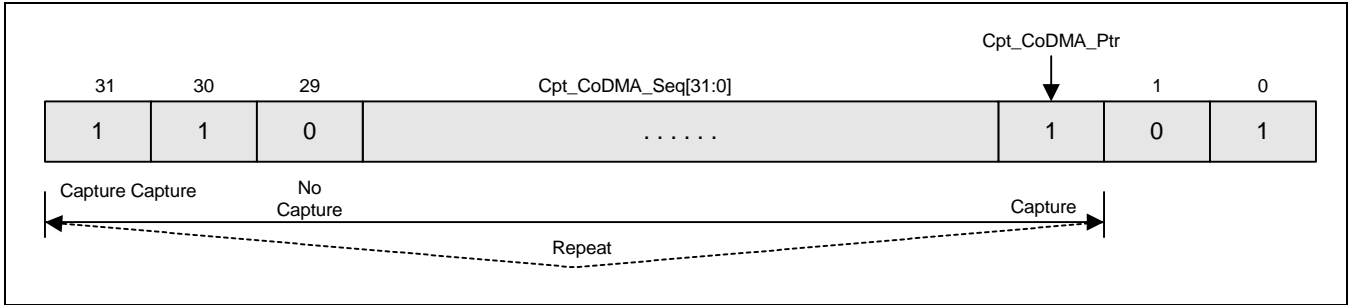 Cpt_CoDMA_Ptr
31 30 29 Cpt_CoDMA_Seq[31:0] 1 0
1 1 0 . . . . . . 1 0 1
Capture Capture No Capture Capture
Repeat